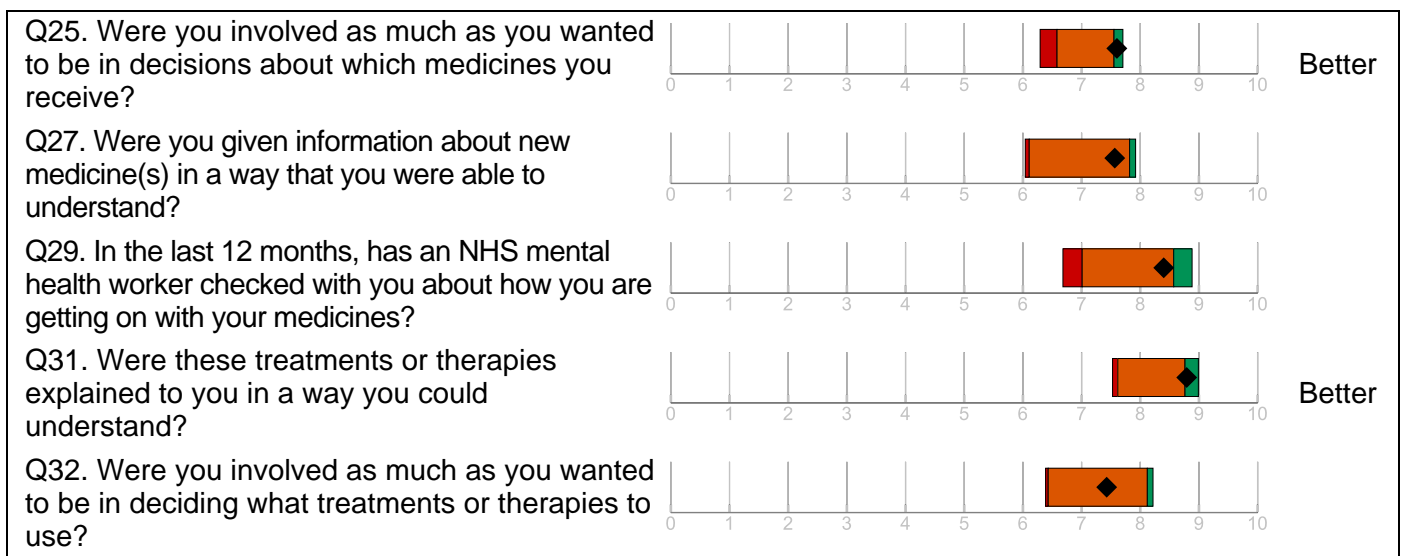 Q25. Were you involved as much as you wanted
to be in decisions about which medicines you
receive?
0 1 2 3 4 5 6 7 8 9 10
Better
Q27. Were you given information about new
medicine(s) in a way that you were able to
understand?
0 1 2 3 4 5 6 7 8 9 10
Q29. In the last 12 months, has an NHS mental
health worker checked with you about how you are
getting on with your medicines?
0 1 2 3 4 5 6 7 8 9 10
Q31. Were these treatments or therapies
explained to you in a way you could
understand?
0 1 2 3 4 5 6 7 8 9 10
Better
Q32. Were you involved as much as you wanted
to be in deciding what treatments or therapies to
use?
0 1 2 3 4 5 6 7 8 9 10